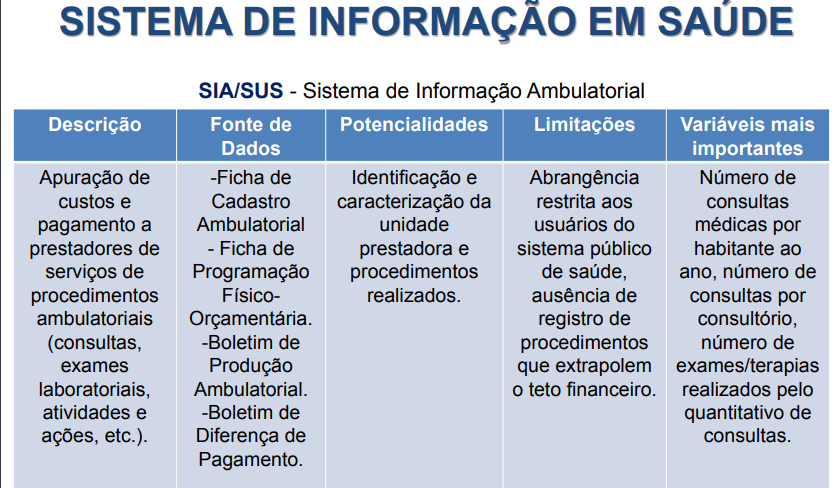 SISTEMA DE INFORMAÇÃO EM SAÚDE
SIA/SUS - Sistema de Informação Ambulatorial
Descrição
Fonte de
Dados
Potencialidades
Limitações
Variáveis mais
importantes
Apuração de
custos e
pagamento a
prestadores de
serviços de
procedimentos
ambulatoriais
(consultas,
exames
laboratoriais,
atividades e
ações, etc.).
-Ficha de
Cadastro
Ambulatorial
- Ficha de
Programação
Físico-
Orçamentária.
-Boletim de
Produção
Ambulatorial.
-Boletim de
Diferença de
Pagamento.
Identificação e
caracterização da
unidade
prestadora e
procedimentos
realizados.
Abrangência
restrita aos
usuários do
sistema público
de saúde,
ausência de
registro de
procedimentos
que extrapolem
o teto financeiro.
Número de
consultas
médicas por
habitante ao
ano, número de
consultas por
consultório,
número de
exames/terapias
realizados pelo
quantitativo de
consultas.